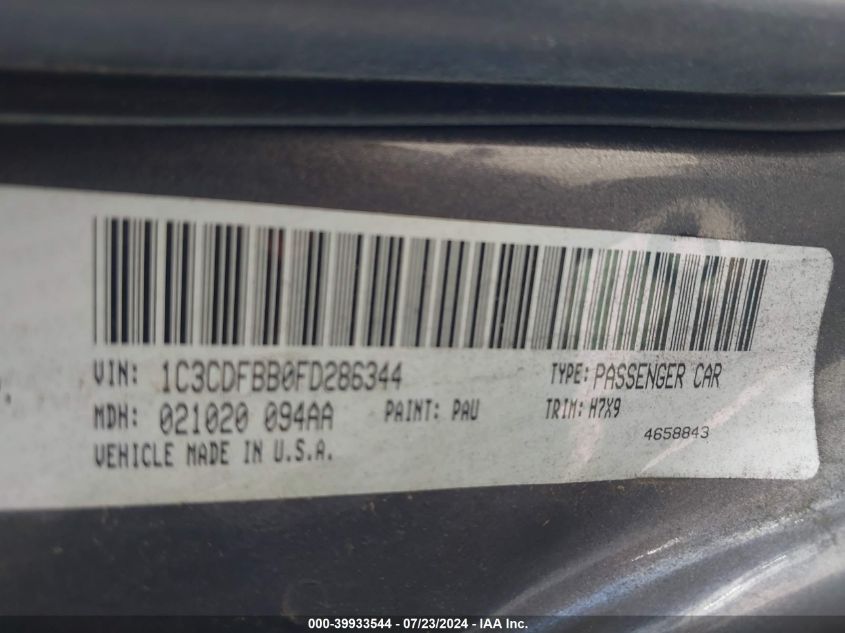 VIN: 1C3CDFBB0FD286344 TYPE: PASSENGER CAR
MDH: 021020 094AA PAINT: PAU TRIM: H7X9
VEHICLE MADE IN U.S.A. 4658843
000-39933544 / 07/23/2024 - IAA Inc.